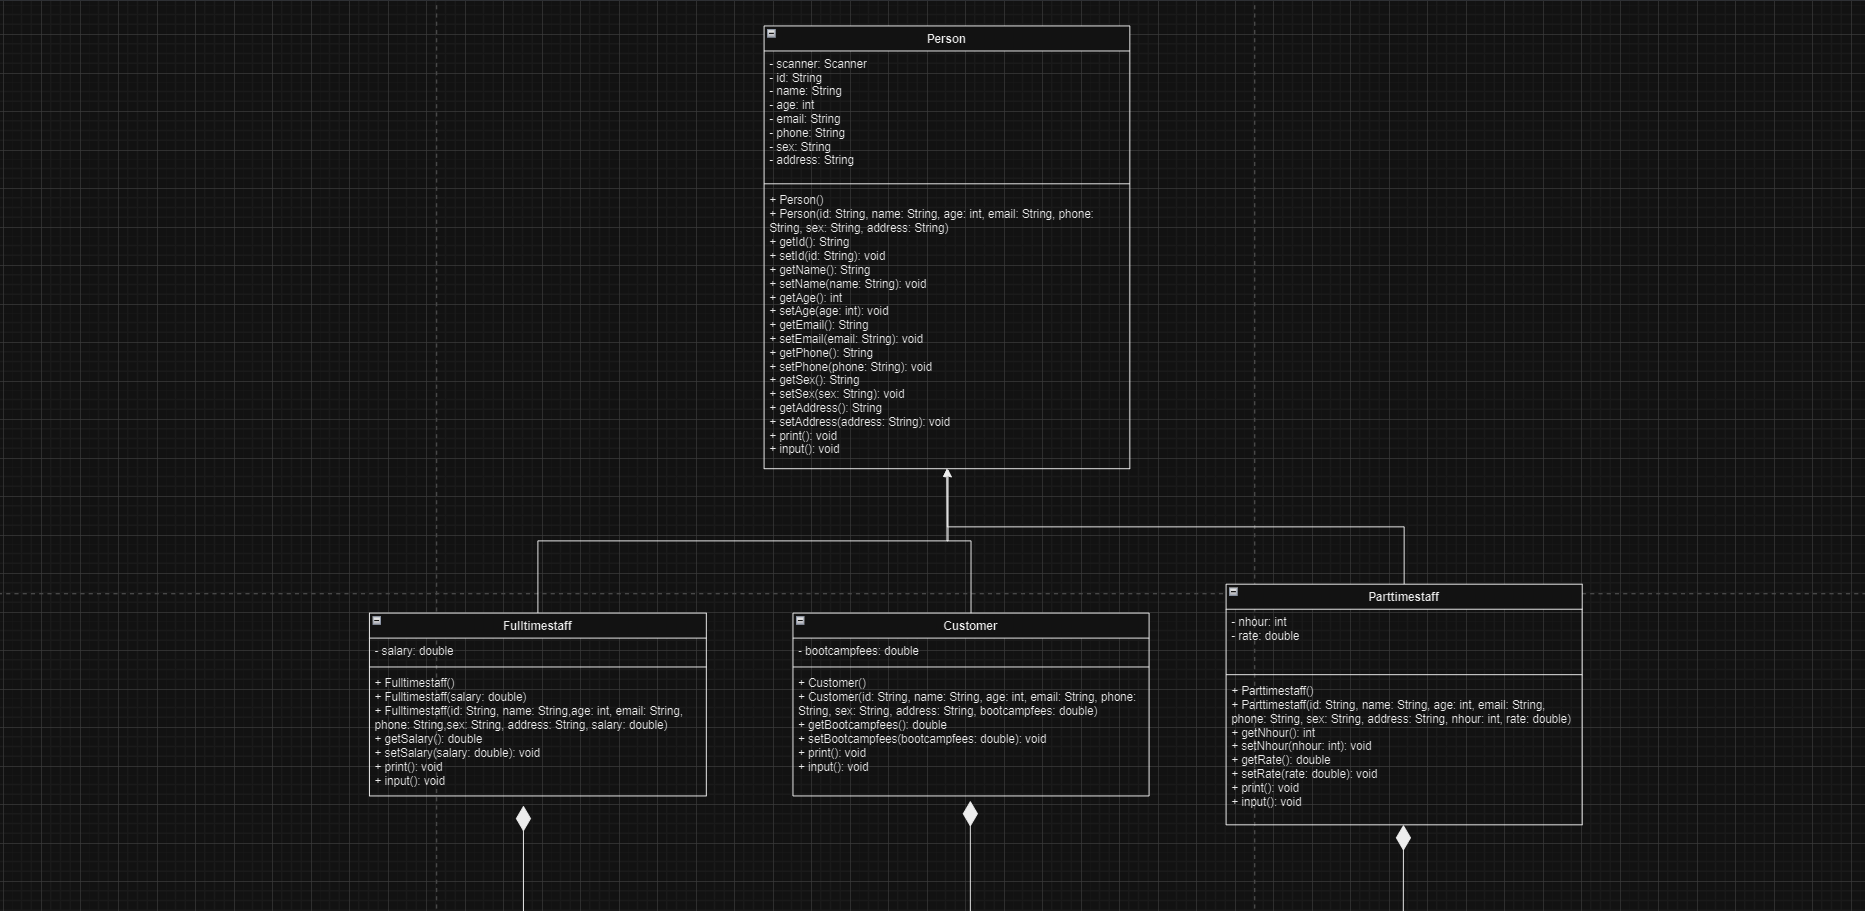 Person
- scanner: Scanner
- id: String
- name: String
- age: int
- email: String
- phone: String
- sex: String
- address: String
+ Person()
+ Person(id: String, name: String, age: int, email: String, phone:
String, sex: String, address: String)
+ getId(): String
+ setId(id: String): void
+ getName(): String
+ setName(name: String): void
+ getAge(): int
+ setAge(age: int): void
+ getEmail(): String
+ setEmail(email: String): void
+ getPhone(): String
+ setPhone(phone: String): void
+ getSex(): String
+ setSex(sex: String): void
+ getAddress(): String
+ setAddress(address: String): void
+ print(): void
+ input(): void
Fulltimestaff
- salary: double
+ Fulltimestaff()
+ Fulltimestaff(salary: double)
+ Fulltimestaff(id: String, name: String,age: int, email: String,
phone: String,sex: String, address: String, salary: double)
+ getSalary(): double
+ setSalary(salary: double): void
+ print(): void
+ input(): void
Customer
- bootcampfees: double
+ Customer()
+ Customer(id: String, name: String, age: int, email: String, phone:
String, sex: String, address: String, bootcampfees: double)
+ getBootcampfees(): double
+ setBootcampfees(bootcampfees: double): void
+ print(): void
+ input(): void
Parttimestaff
- nhour: int
- rate: double
+ Parttimestaff()
+ Parttimestaff(id: String, name: String, age: int, email: String,
phone: String, sex: String, address: String, nhour: int, rate: double)
+ getNhour(): int
+ setNhour(nhour: int): void
+ getRate(): double
+ setRate(rate: double): void
+ print(): void
+ input(): void